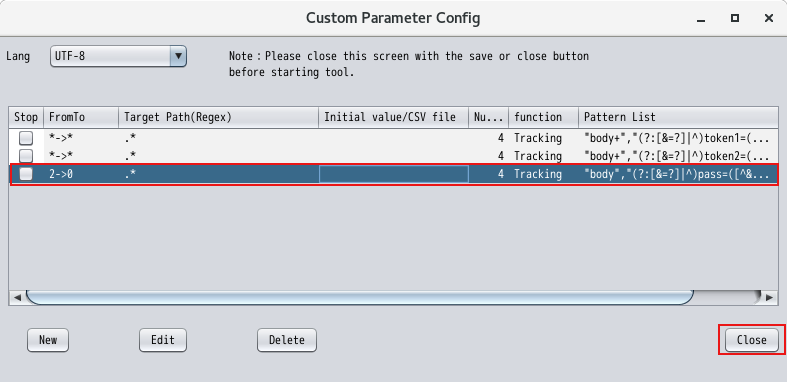 Custom Parameter Config
Lang UTF-8 Note：Please close this screen with the save or close button
before starting tool.
Stop FromTo Target Path(Regex) Initial value/CSV file Nu... function Pattern List
*->* .* 4 Tracking "body+","(?:[&=?]|^)token1=(...
*->* .* 4 Tracking "body+","(?:[&=?]|^)token2=(...
2->0 .* 4 Tracking "body","(?:[&=?]|^)pass=([^&...
New Edit Delete Close